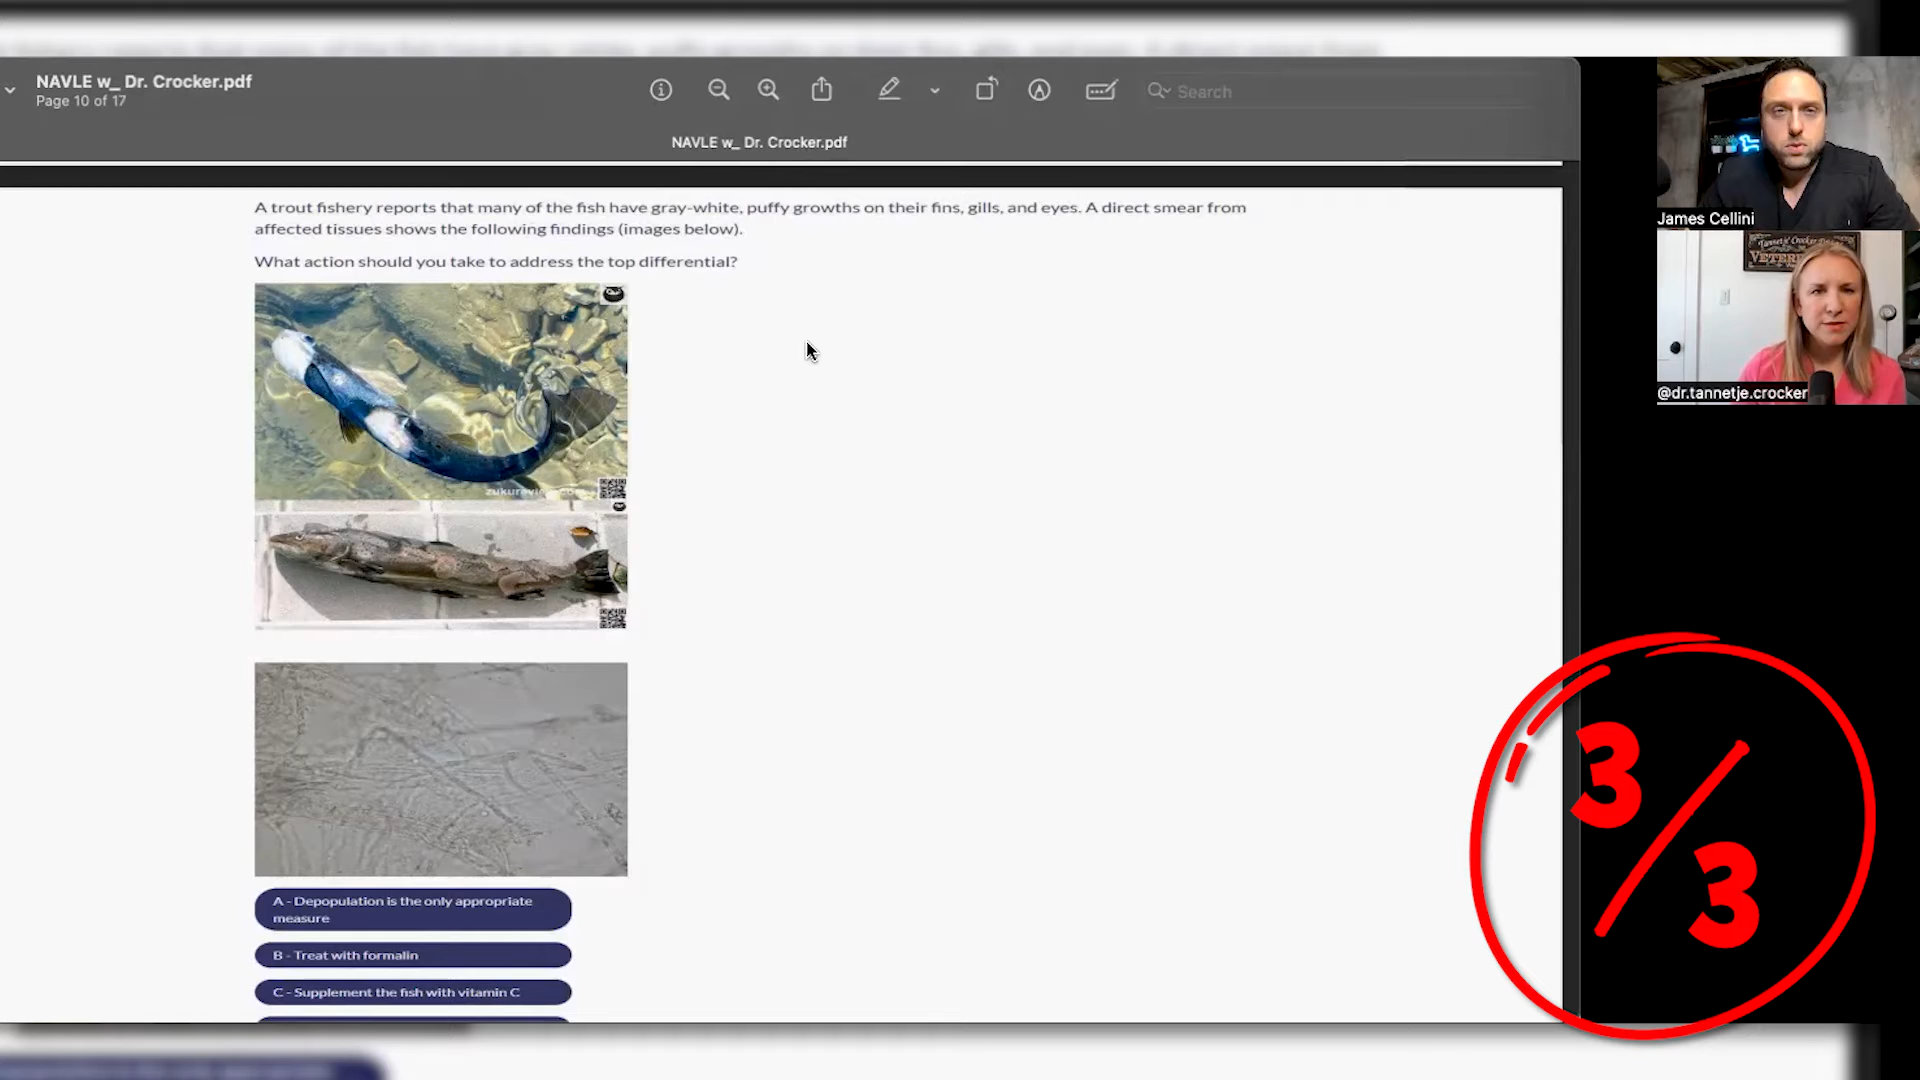 NAVLE w_ Dr. Crocker.pdf
Page 10 of 17
Search
NAVLE w_ Dr. Crocker.pdf
A trout fishery reports that many of the fish have gray-white, puffy growths on their fins, gills, and eyes. A direct smear from
affected tissues shows the following findings (images below).
What action should you take to address the top differential?
A - Depopulation is the only appropriate
measure
B - Treat with formalin
C - Supplement the fish with vitamin C
James Cellini
@dr.tannetje.crocker
3/3